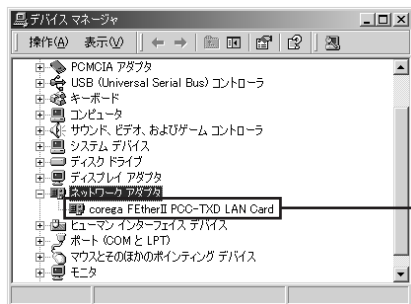 デバイス マネージャ
操作(A) 表示(V)
PCMCIA アダプタ
USB (Universal Serial Bus) コントローラ
キーボード
コンピュータ
サウンド、ビデオ、およびゲーム コントローラ
システム デバイス
ディスク ドライブ
ディスプレイ アダプタ
ネットワーク アダプタ
corega FEtherII PCC-TXD LAN Card
ヒューマン インターフェイス デバイス
ポート (COM と LPT)
マウスとそのほかのポインティング デバイス
モニタ